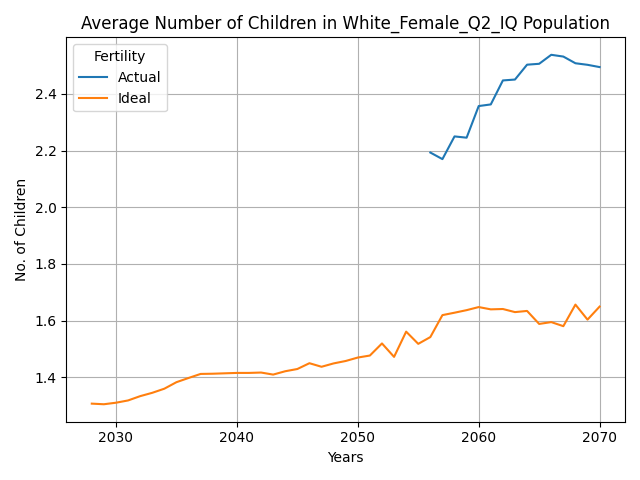 Average Number of Children in White_Female_Q2_IQ Population
Fertility
Actual
Ideal
No. of Children
2.4
2.2
2.0
1.8
1.6
1.4
2030 2040 2050 2060 2070
Years